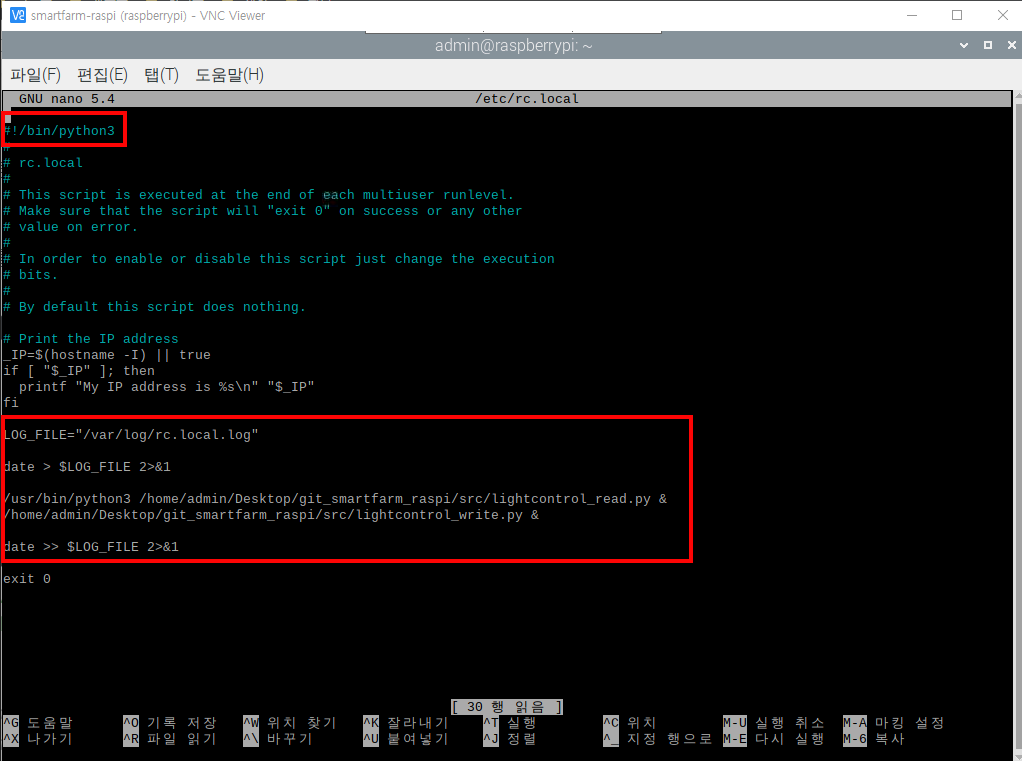 smartfarm-raspi (raspberrypi) - VNC Viewer
admin@raspberrypi: ~
파일(F) 편집(E) 탭(T) 도움말(H)
GNU nano 5.4 /etc/rc.local
#!/bin/python3
#
# rc.local
#
# This script is executed at the end of each multiuser runlevel.
# Make sure that the script will "exit 0" on success or any other
# value on error.
#
# In order to enable or disable this script just change the execution
# bits.
#
# By default this script does nothing.
# Print the IP address
_IP=$(hostname -I) || true
if [ "$_IP" ]; then
  printf "My IP address is %s\n" "$_IP"
fi
LOG_FILE="/var/log/rc.local.log"
date > $LOG_FILE 2>&1
/usr/bin/python3 /home/admin/Desktop/git_smartfarm_raspi/src/lightcontrol_read.py &
/home/admin/Desktop/git_smartfarm_raspi/src/lightcontrol_write.py &
date >> $LOG_FILE 2>&1
exit 0
[ 30 행 읽음 ]
^G 도움말 ^O 기록 저장 ^W 위치 찾기 ^K 잘라내기 ^T 실행 ^C 위치 M-U 실행 취소 M-A 마킹 설정
^X 나가기 ^R 파일 읽기 ^\ 바꾸기 ^U 붙여넣기 ^J 정렬 ^_ 지정 행으로 M-E 다시 실행 M-6 복사